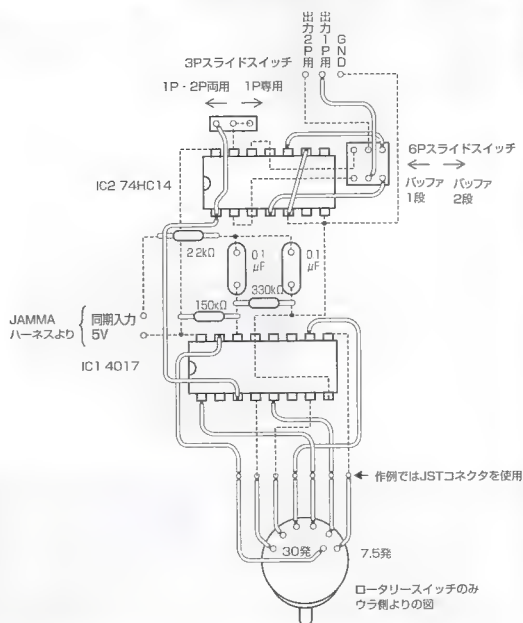 出力2P用
出力1P用
GND
3Pスライドスイッチ
1P・2P両用 1P専用
6Pスライドスイッチ
バッファ1段
バッファ2段
IC2 74HC14
2.2kΩ
0.1μF
0.1μF
330kΩ
150kΩ
JAMMA
ハーネスより
同期入力
5V
IC1 4017
作例ではJSTコネクタを使用
30発
7.5発
ロータリースイッチのみ
ウラ側よりの図